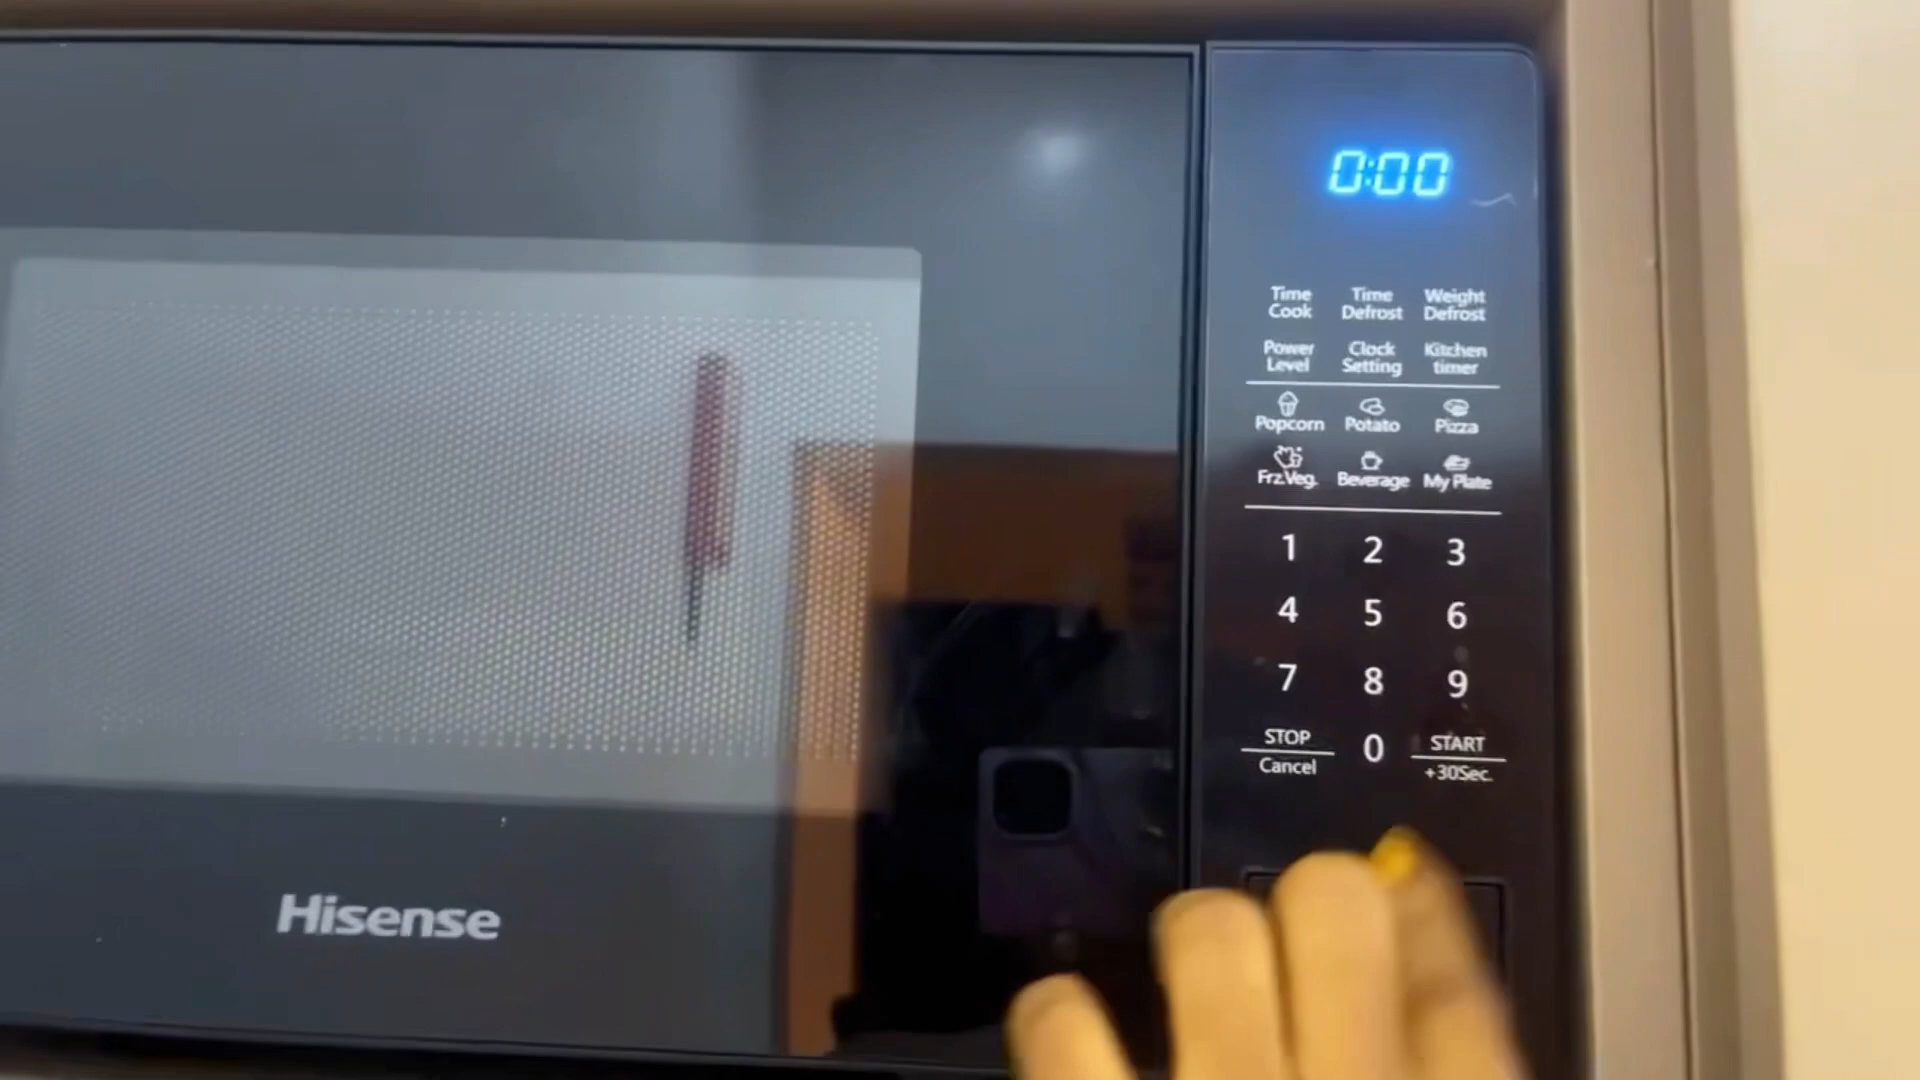 0:00
Time Cook
Time Defrost
Weight Defrost
Power Level
Clock Setting
Kitchen timer
Popcorn
Potato
Pizza
Frz.Veg.
Beverage
My Plate
1 2 3
4 5 6
7 8 9
STOP
Cancel
0
START
+30Sec.
Hisense